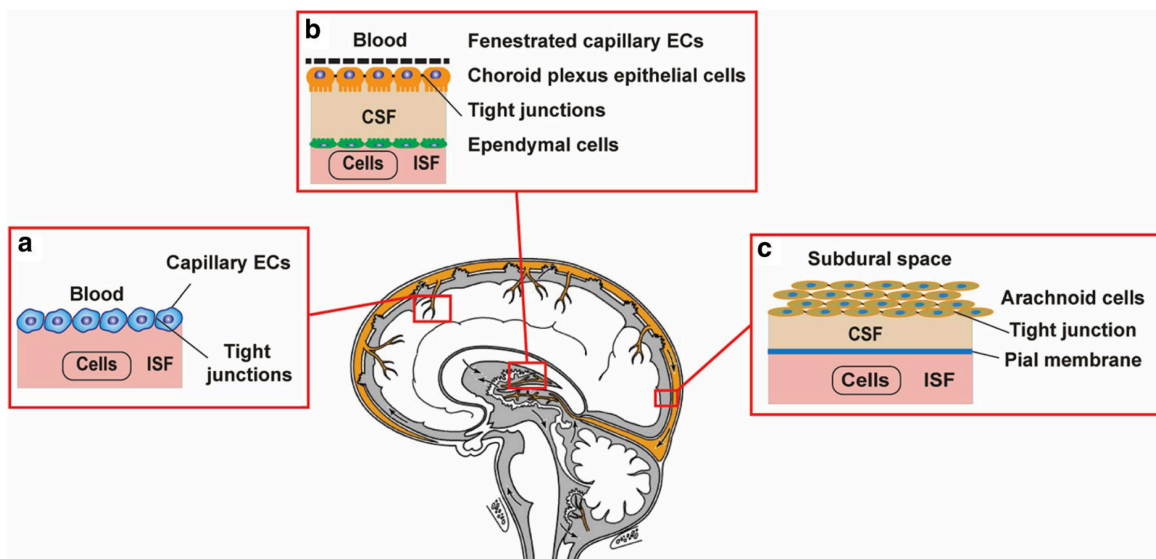 b
Blood
Fenestrated capillary ECs
Choroid plexus epithelial cells
CSF
Tight junctions
Ependymal cells
Cells
ISF
a
Capillary ECs
Blood
Cells
ISF
Tight
junctions
c
Subdural space
Arachnoid cells
Tight junction
CSF
Pial membrane
Cells
ISF